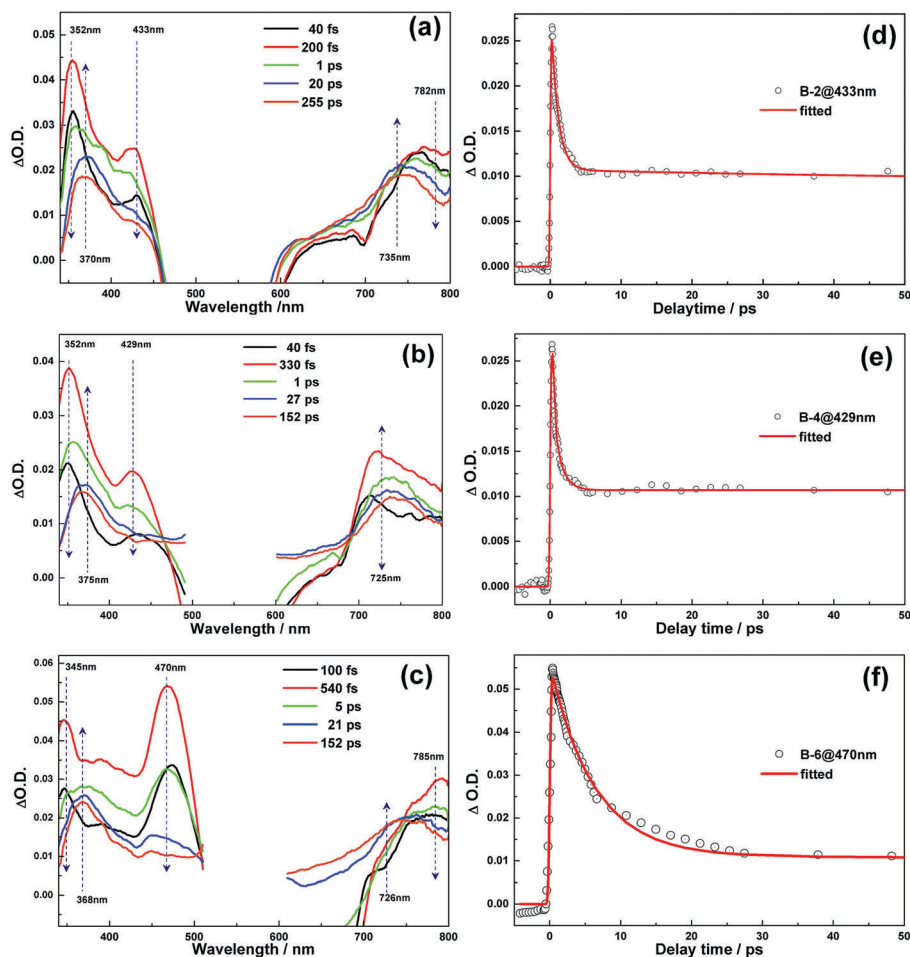 (a)
352nm 433nm
40 fs
200 fs
1 ps
20 ps
255 ps
782nm
370nm
735nm
0.05
0.04
0.03
0.02
0.01
0.00
Δ O.D.
400 500 600 700 800
Wavelength /nm
(d)
B-2@433nm
fitted
0.025
0.020
0.015
0.010
0.005
0.000
Δ O.D.
0 10 20 30 40 50
Delaytime / ps
(b)
352nm 429nm
40 fs
330 fs
1 ps
27 ps
152 ps
375nm
725nm
0.04
0.03
0.02
0.01
0.00
ΔO.D.
400 500 600 700 800
Wavelength / nm
(e)
B-4@429nm
fitted
0.025
0.020
0.015
0.010
0.005
0.000
Δ O.D.
0 10 20 30 40 50
Delay time / ps
(c)
345nm 470nm
100 fs
540 fs
5 ps
21 ps
152 ps
785nm
368nm
726nm
0.06
0.05
0.04
0.03
0.02
0.01
0.00
ΔO.D.
400 500 600 700 800
Wavelength / nm
(f)
B-6@470nm
fitted
0.05
0.04
0.03
0.02
0.01
0.00
Δ O.D.
0 10 20 30 40 50
Delay time / ps